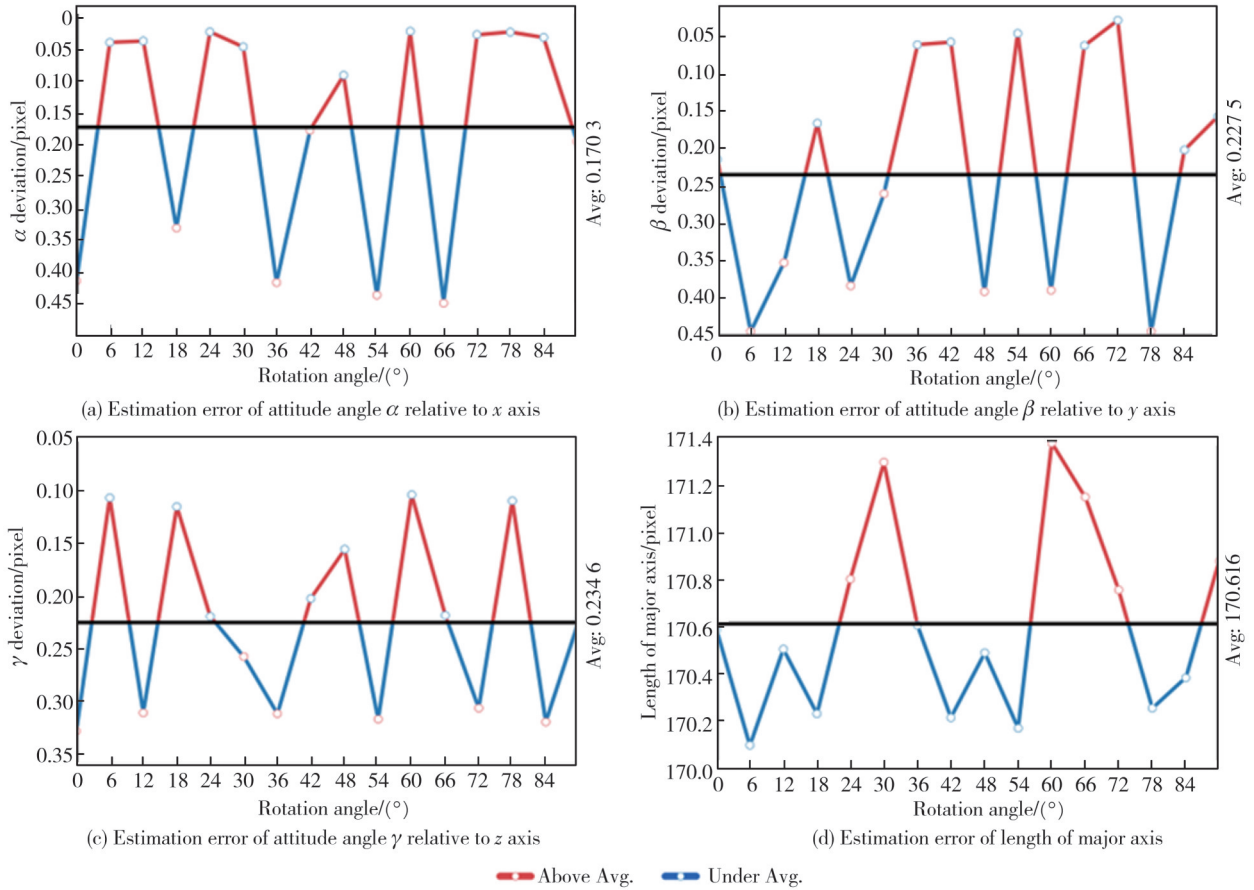 0
0.05
0.10
0.15
0.20
0.25
0.30
0.35
0.40
0.45
α deviation/pixel
Avg: 0.170 3
0 6 12 18 24 30 36 42 48 54 60 66 72 78 84
Rotation angle/(°)
(a) Estimation error of attitude angle α relative to x axis
0.05
0.10
0.15
0.20
0.25
0.30
0.35
0.40
0.45
β deviation/pixel
Avg: 0.227 5
0 6 12 18 24 30 36 42 48 54 60 66 72 78 84
Rotation angle/(°)
(b) Estimation error of attitude angle β relative to y axis
0.05
0.10
0.15
0.20
0.25
0.30
0.35
γ deviation/pixel
Avg: 0.234 6
0 6 12 18 24 30 36 42 48 54 60 66 72 78 84
Rotation angle/(°)
(c) Estimation error of attitude angle γ relative to z axis
171.4
171.2
170.8
170.6
170.4
170.2
170.0
Length of major axis/pixel
Avg: 170.616
0 6 12 18 24 30 36 42 48 54 60 66 72 78 84
Rotation angle/(°)
(d) Estimation error of length of major axis
Above Avg. Under Avg.